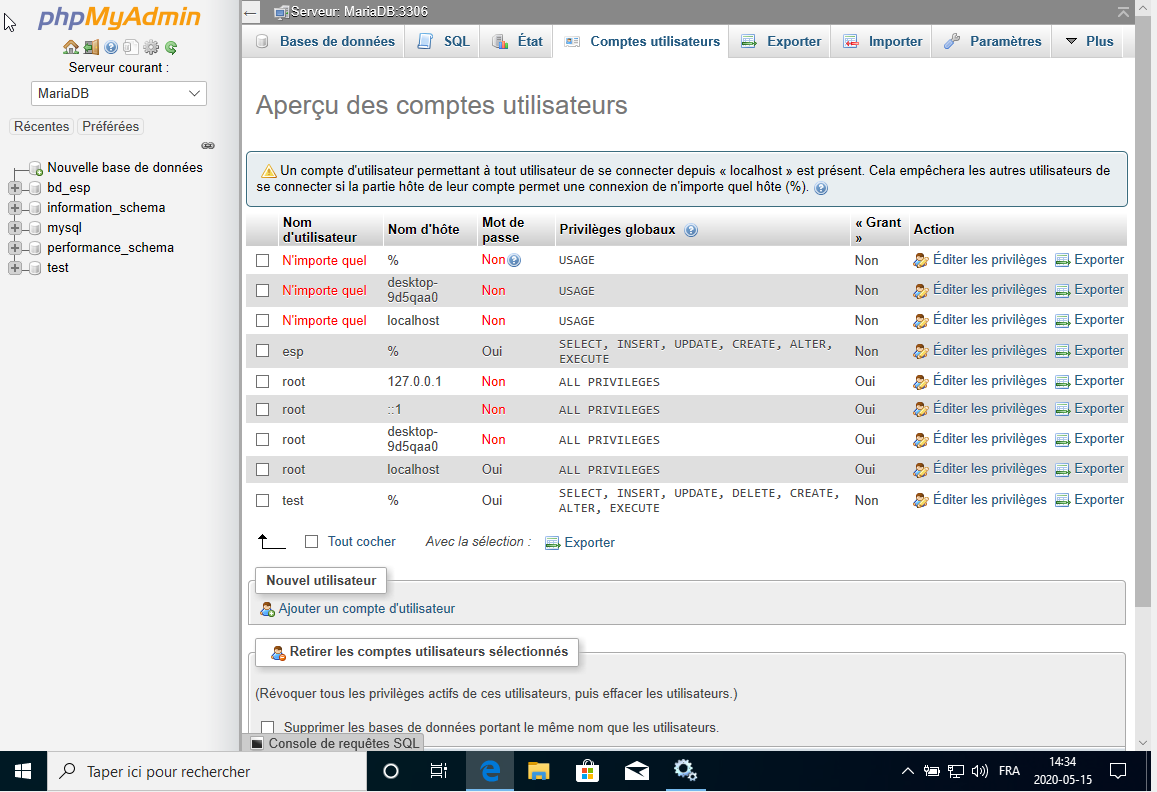 phpMyAdmin
Serveur courant :
MariaDB
Récentes Préférées
Nouvelle base de données
bd_esp
information_schema
mysql
performance_schema
test
Serveur: MariaDB:3306
Bases de données SQL État Comptes utilisateurs Exporter Importer Paramètres Plus
Aperçu des comptes utilisateurs
Un compte d'utilisateur permettant à tout utilisateur de se connecter depuis « localhost » est présent. Cela empêchera les autres utilisateurs de
se connecter si la partie hôte de leur compte permet une connexion de n'importe quel hôte (%).
Nom d'utilisateur Nom d'hôte Mot de passe Privilèges globaux « Grant » Action
N'importe quel % Non USAGE Non Éditer les privilèges Exporter
N'importe quel desktop-9d5qaa0 Non USAGE Non Éditer les privilèges Exporter
N'importe quel localhost Non USAGE Non Éditer les privilèges Exporter
esp % Oui SELECT, INSERT, UPDATE, CREATE, ALTER, EXECUTE Non Éditer les privilèges Exporter
root 127.0.0.1 Non ALL PRIVILEGES Oui Éditer les privilèges Exporter
root ::1 Non ALL PRIVILEGES Oui Éditer les privilèges Exporter
root desktop-9d5qaa0 Non ALL PRIVILEGES Oui Éditer les privilèges Exporter
root localhost Oui ALL PRIVILEGES Oui Éditer les privilèges Exporter
test % Oui SELECT, INSERT, UPDATE, DELETE, CREATE, ALTER, EXECUTE Non Éditer les privilèges Exporter
Tout cocher Avec la sélection : Exporter
Nouvel utilisateur
Ajouter un compte d'utilisateur
Retirer les comptes utilisateurs sélectionnés
(Révoquer tous les privilèges actifs de ces utilisateurs, puis effacer les utilisateurs.)
Supprimer les bases de données portant le même nom que les utilisateurs.
Console de requêtes SQL
Taper ici pour rechercher
FRA
14:34
2020-05-15